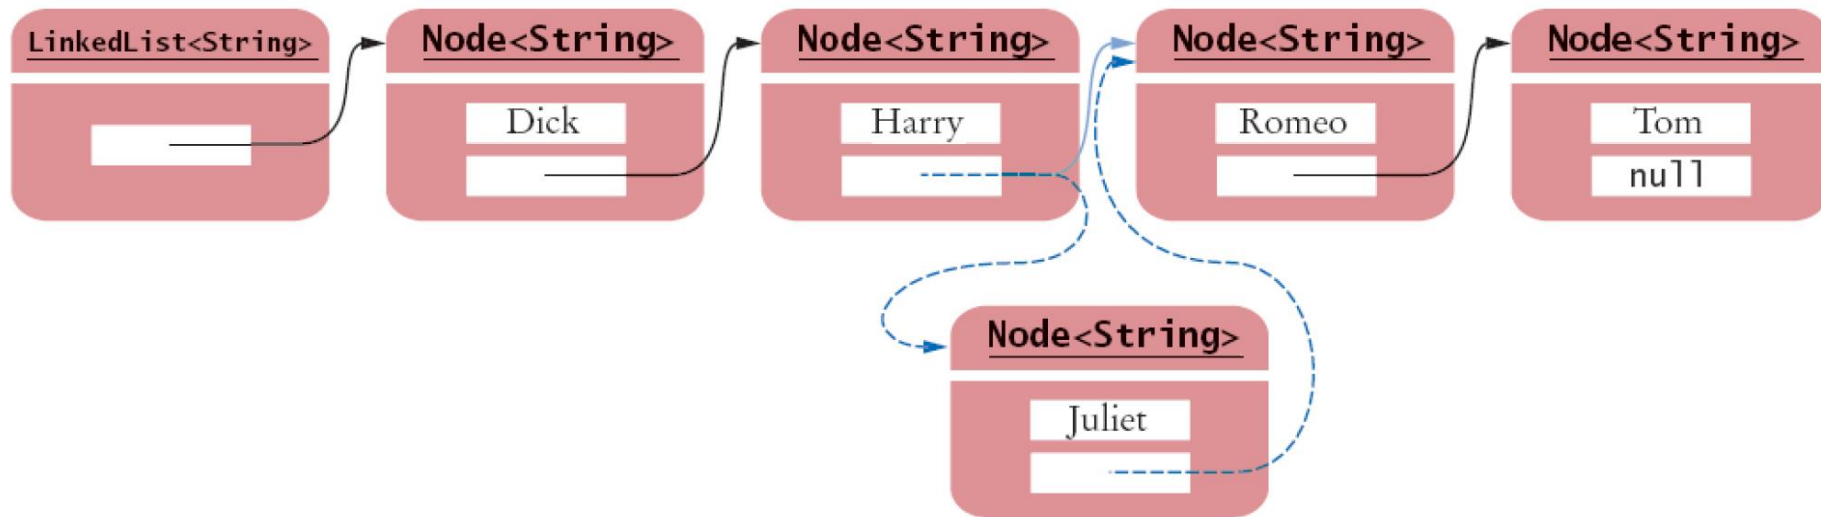 LinkedList<String>
Node<String>
Dick
Node<String>
Harry
Node<String>
Romeo
Node<String>
Tom
null
Node<String>
Juliet